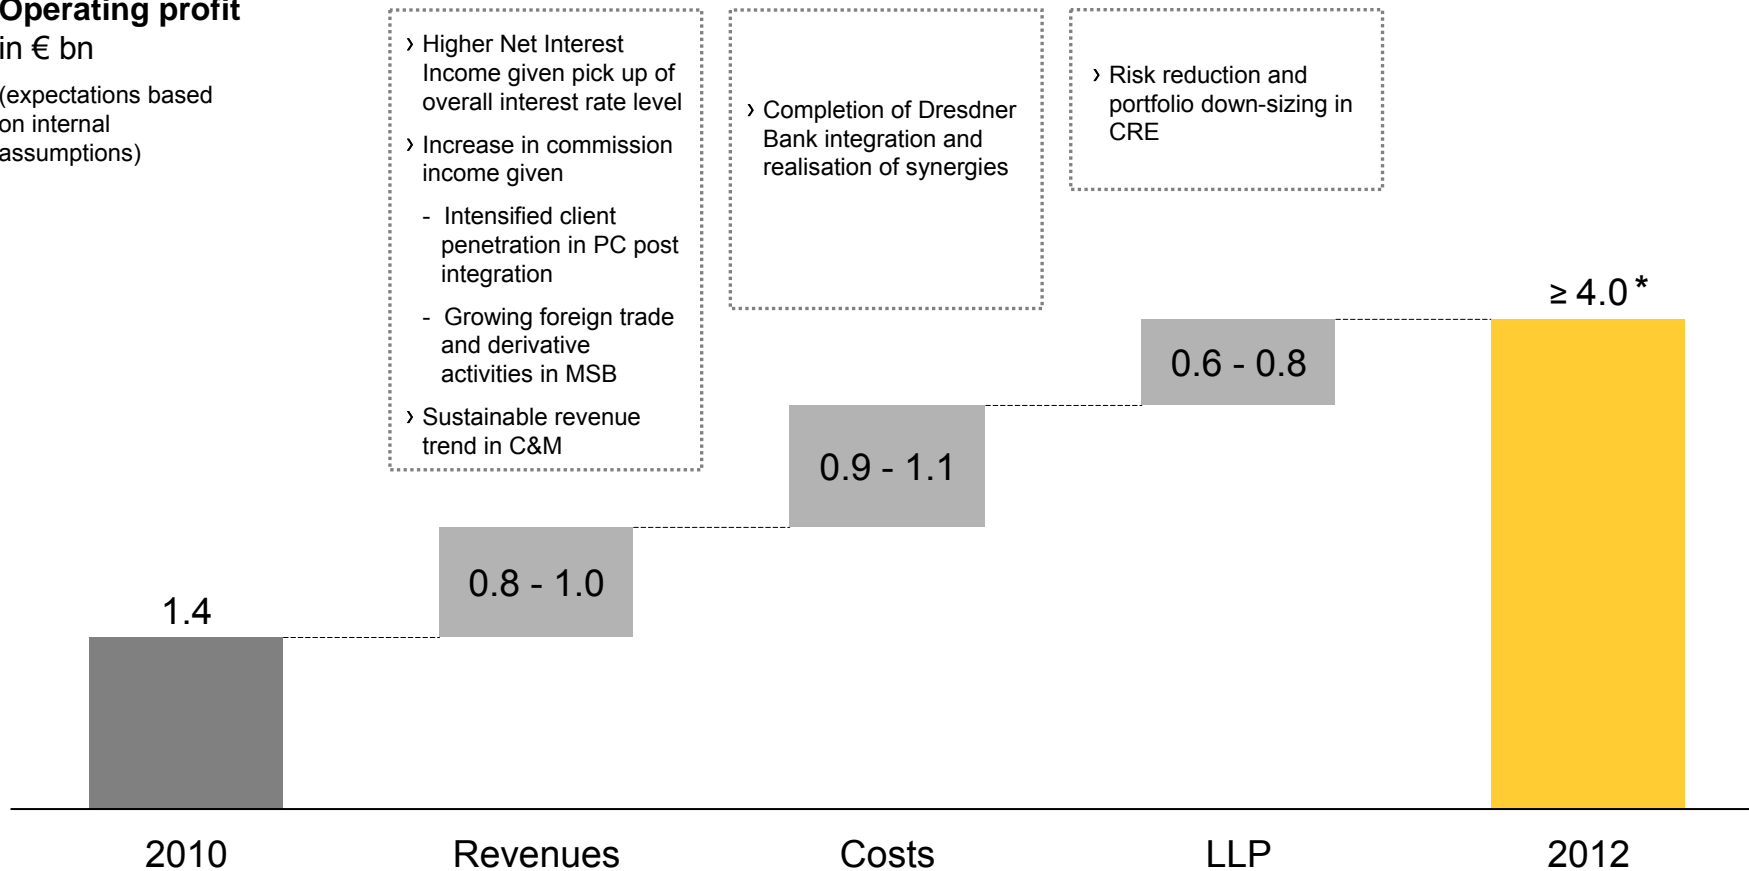 Operating profit
in € bn
(expectations based
on internal
assumptions)
› Higher Net Interest
Income given pick up of
overall interest rate level
› Increase in commission
income given
- Intensified client
penetration in PC post
integration
- Growing foreign trade
and derivative
activities in MSB
› Sustainable revenue
trend in C&M
› Completion of Dresdner
Bank integration and
realisation of synergies
› Risk reduction and
portfolio down-sizing in
CRE
1.4
0.8 - 1.0
0.9 - 1.1
0.6 - 0.8
≥ 4.0 *
2010
Revenues
Costs
LLP
2012